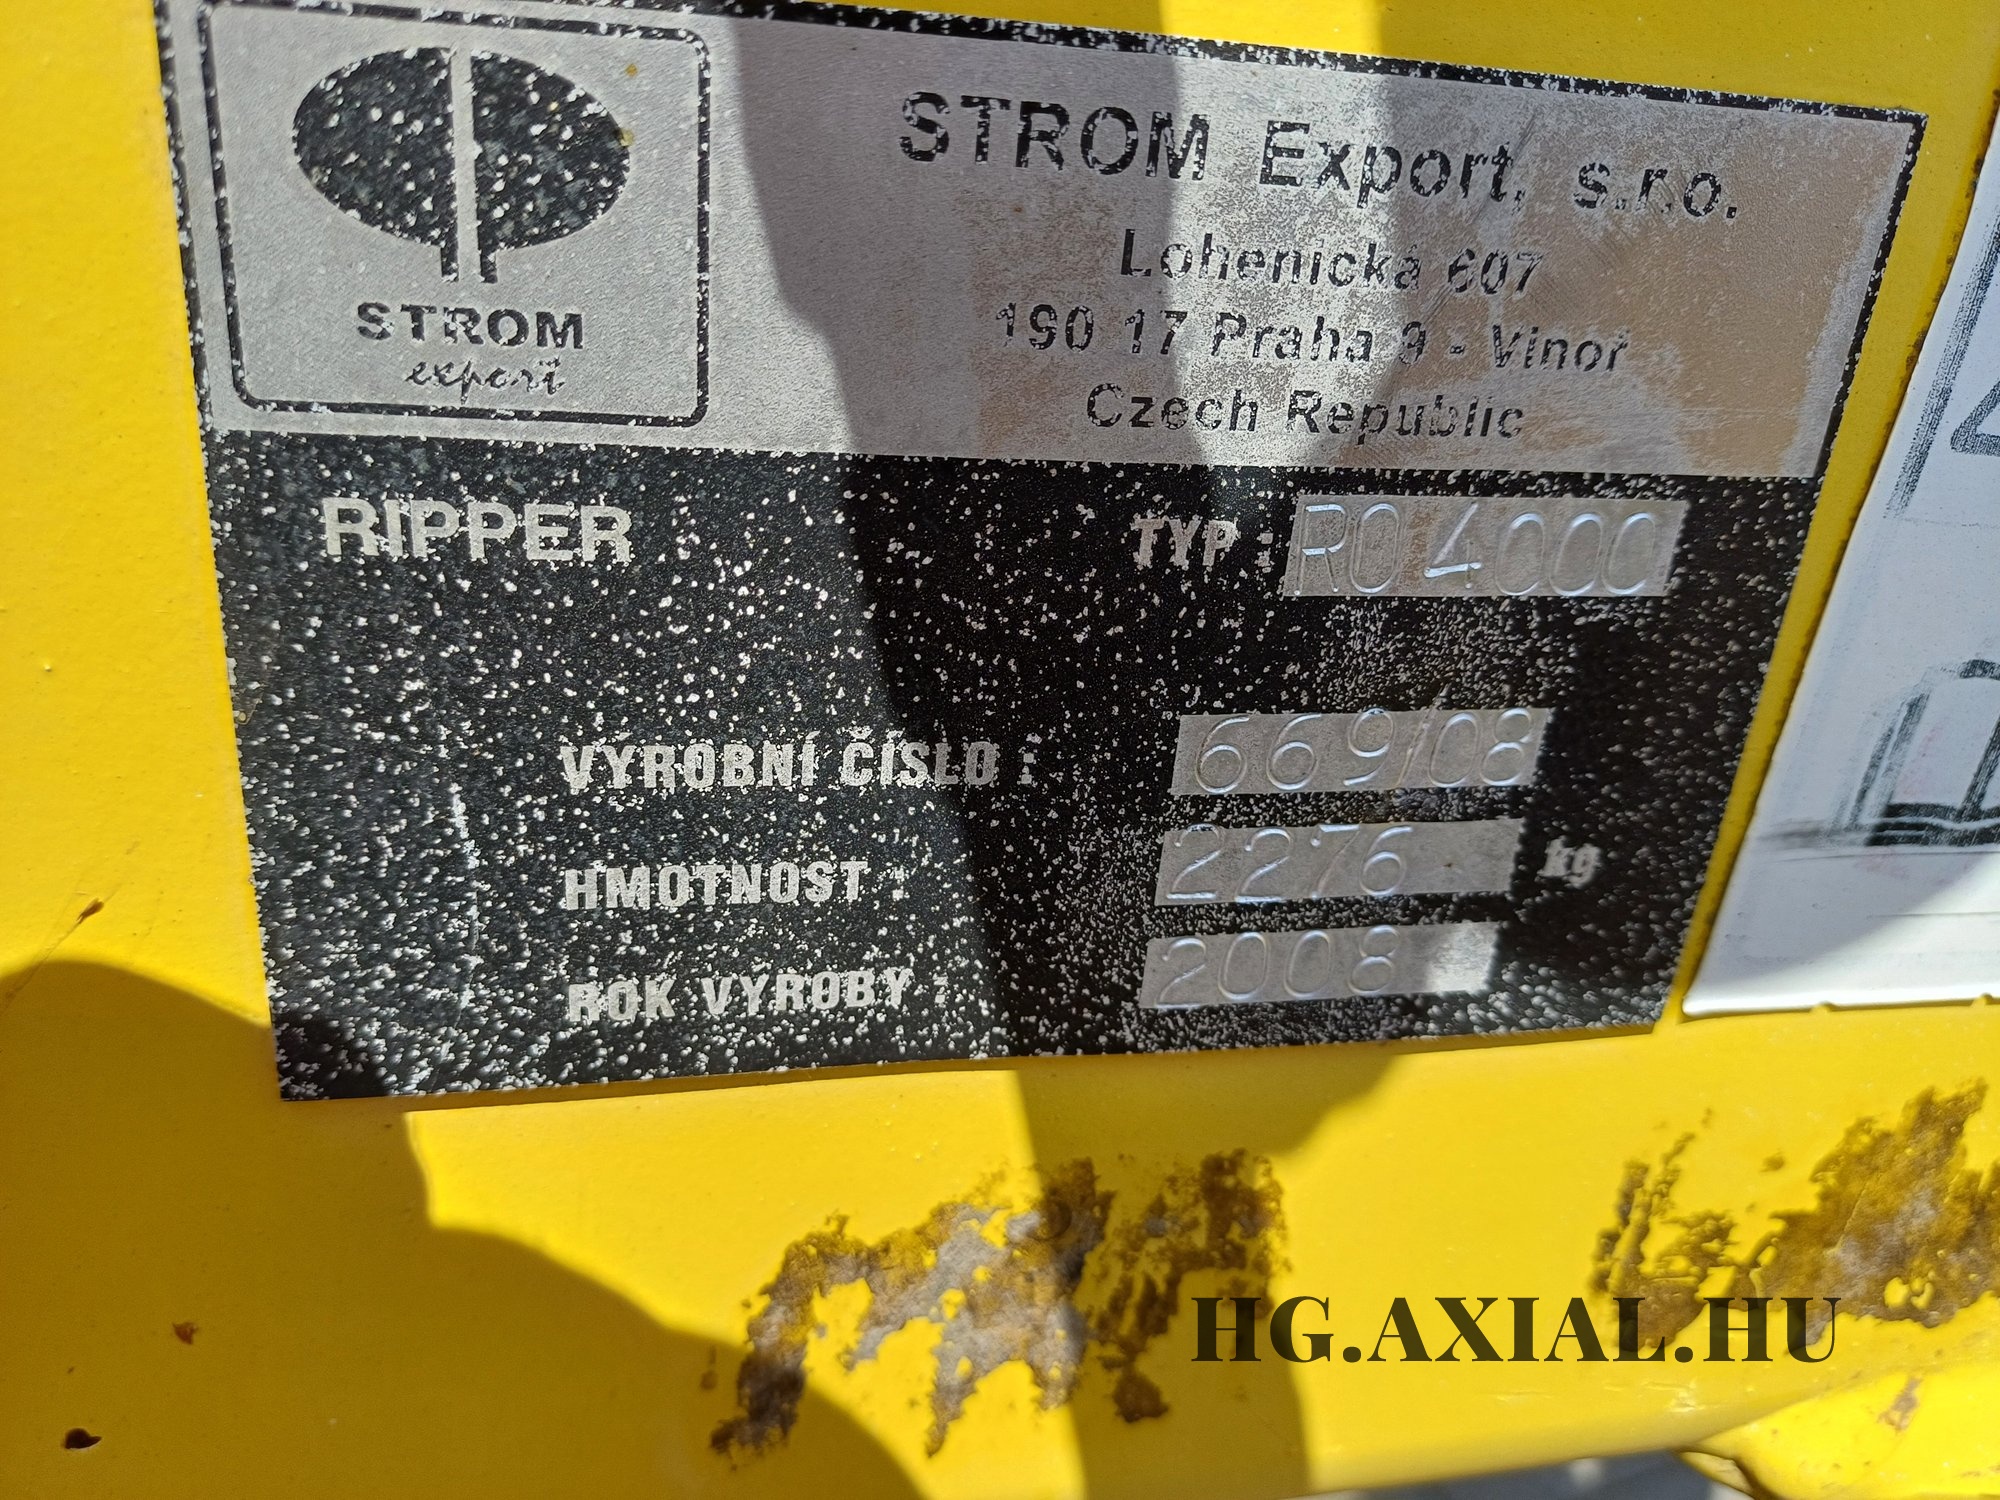 STROM
export
STROM Export, s.r.o.
Lohenická 607
190 17 Praha 9 - Vinoř
Czech Republic
RIPPER
TYP : RO 4000
VÝROBNÍ ČÍSLO : 669/08
HMOTNOST : 2276 kg
ROK VÝROBY : 2008
HG.AXIAL.HU